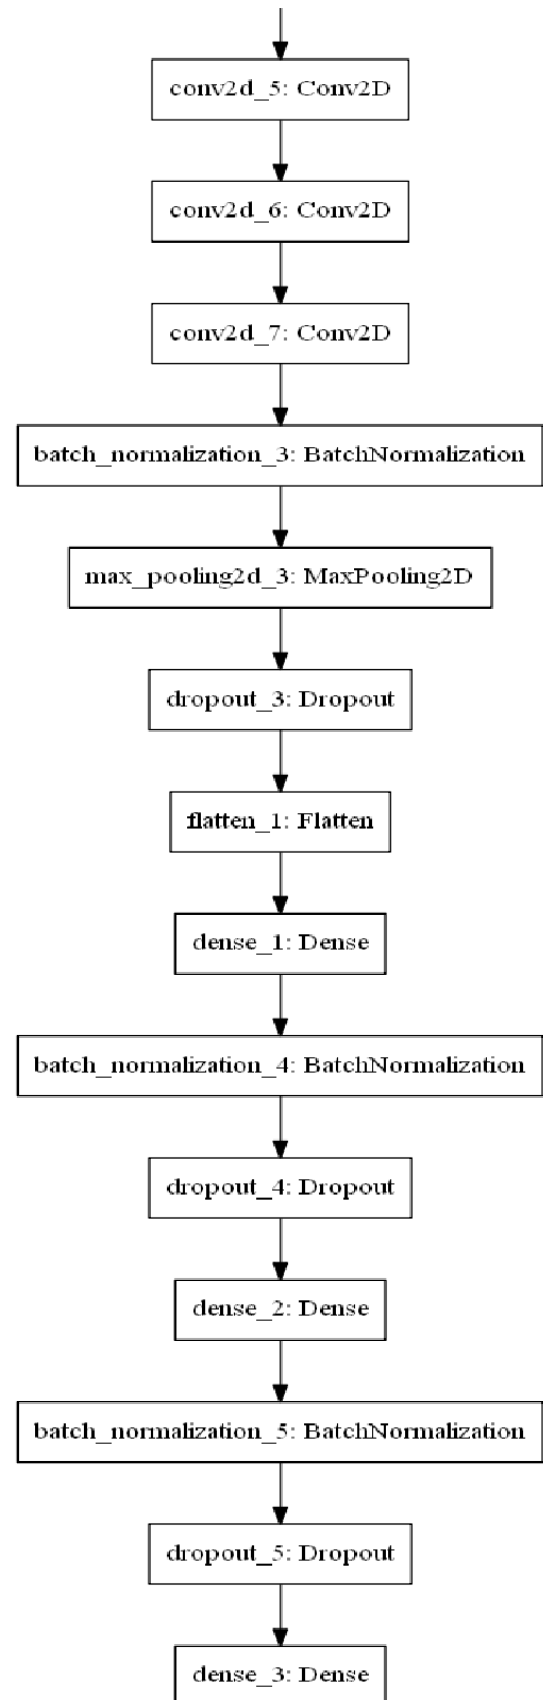 conv2d_5: Conv2D
conv2d_6: Conv2D
conv2d_7: Conv2D
batch_normalization_3: BatchNormalization
max_pooling2d_3: MaxPooling2D
dropout_3: Dropout
flatten_1: Flatten
dense_1: Dense
batch_normalization_4: BatchNormalization
dropout_4: Dropout
dense_2: Dense
batch_normalization_5: BatchNormalization
dropout_5: Dropout
dense_3: Dense